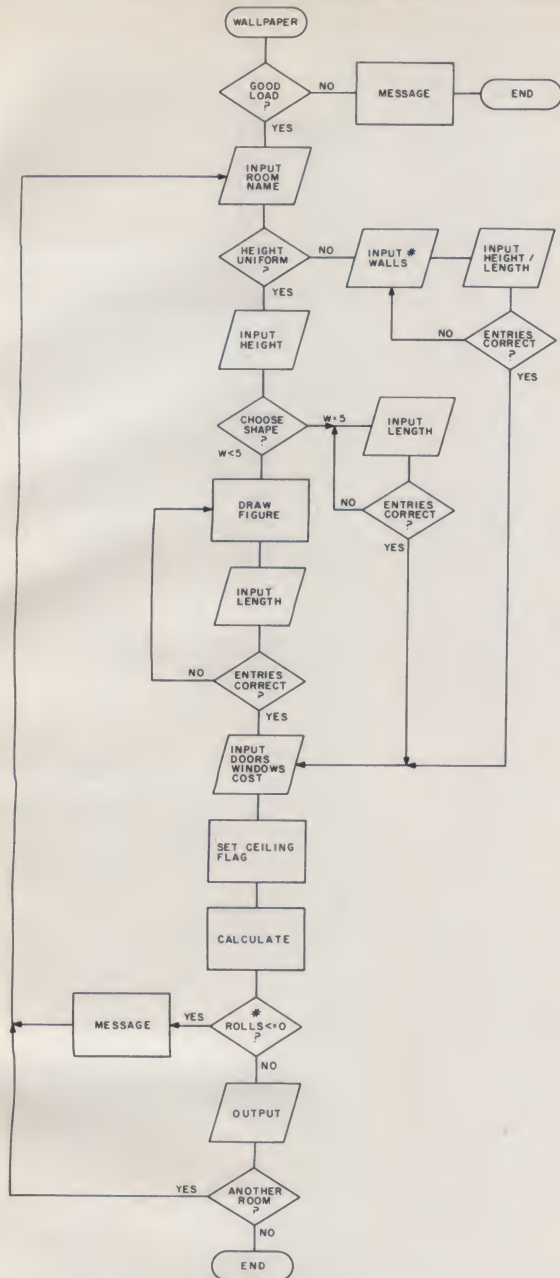 WALLPAPER
GOOD
LOAD
?
NO
MESSAGE
END
YES
INPUT
ROOM
NAME
HEIGHT
UNIFORM
?
NO
INPUT #
WALLS
INPUT
HEIGHT /
LENGTH
YES
NO
ENTRIES
CORRECT
?
YES
INPUT
HEIGHT
CHOOSE
SHAPE
?
W=5
INPUT
LENGTH
W<5
NO
ENTRIES
CORRECT
?
YES
DRAW
FIGURE
INPUT
LENGTH
NO
ENTRIES
CORRECT
?
YES
INPUT
DOORS
WINDOWS
COST
SET CEILING
FLAG
CALCULATE
MESSAGE
YES
#
ROLLS<=0
?
NO
OUTPUT
YES
ANOTHER
ROOM
?
NO
END